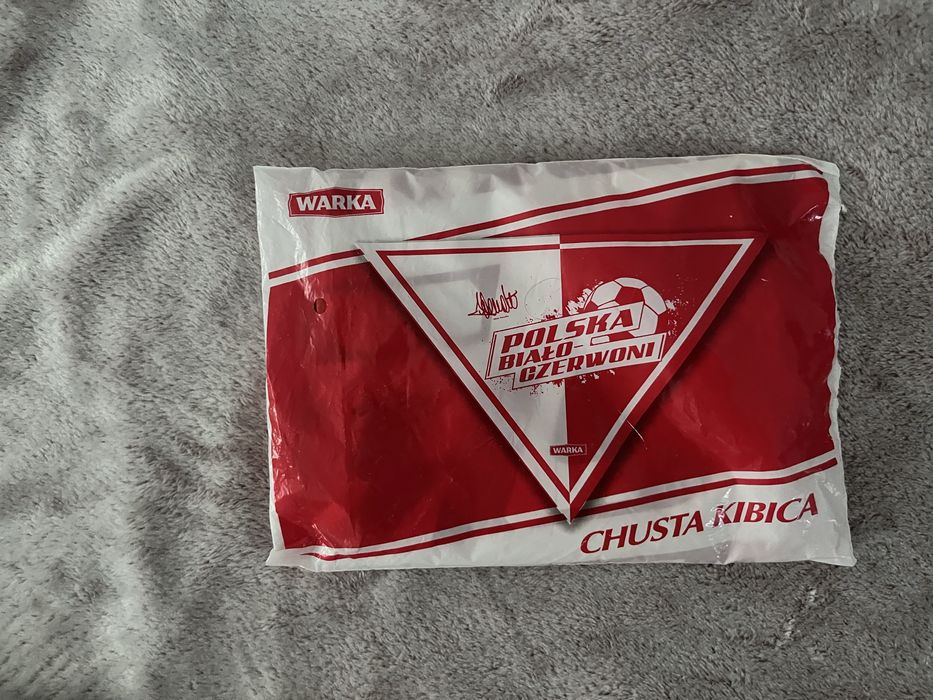 WARKA
POLSKA
BIAŁO-
CZERWONI
WARKA
CHUSTA KIBICA